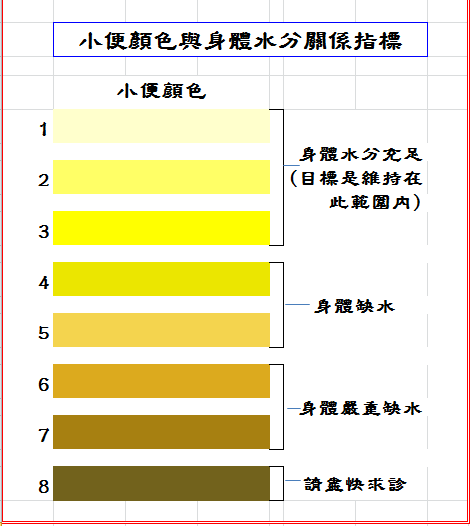 小便顏色與身體水分關係指標
小便顏色
1
2
3
身體水分充足
(目標是維持在
此範圍內)
4
5
身體缺水
6
7
身體嚴重缺水
8
請盡快求診